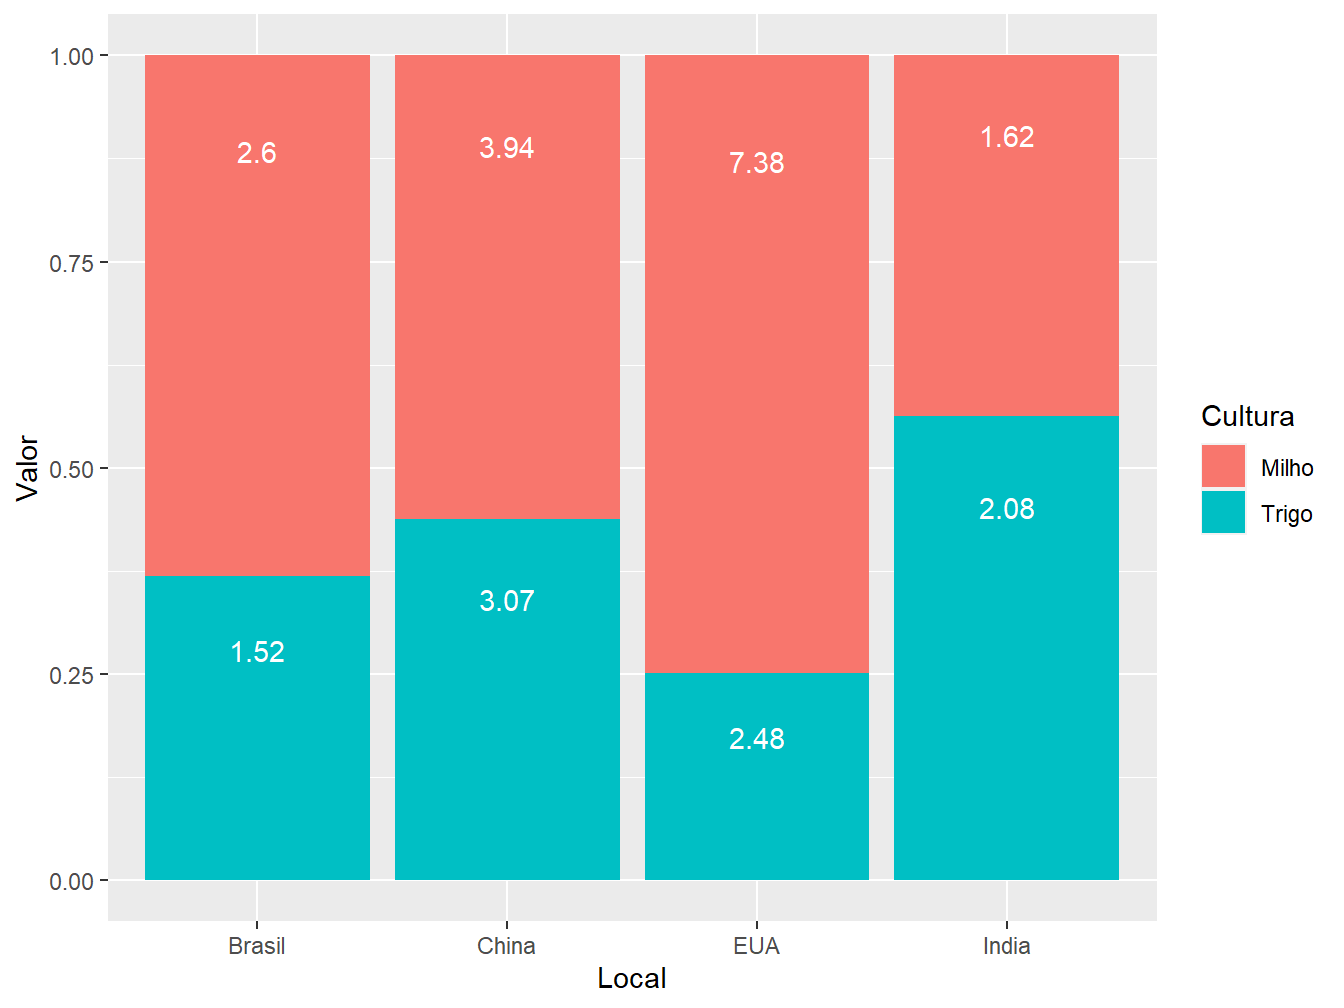 1.00
0.75
0.50
0.25
0.00
Valor
2.6
3.94
7.38
1.62
1.52
3.07
2.48
2.08
Brasil
China
EUA
India
Local
Cultura
Milho
Trigo